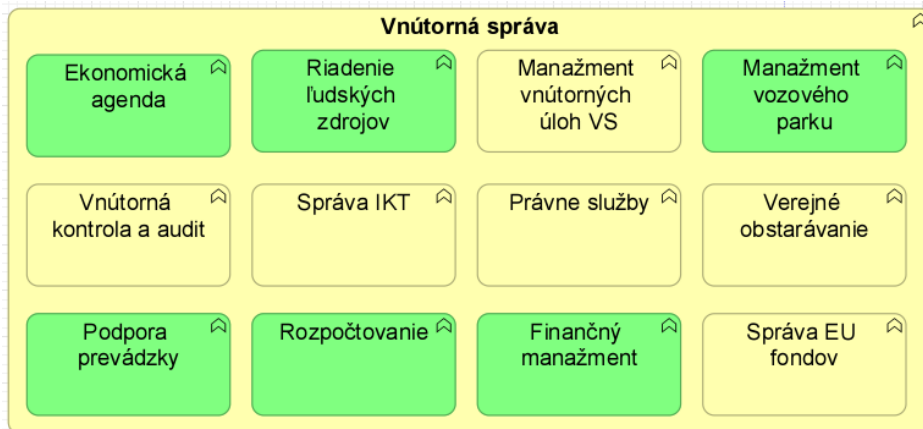 Vnútorná správa
Ekonomická
agenda
Riadenie
ľudských
zdrojov
Manažment
vnútorných
úloh VS
Manažment
vozového
parku
Vnútorná
kontrola a audit
Správa IKT
Právne služby
Verejné
obstarávanie
Podpora
prevádzky
Rozpočtovanie
Finančný
manažment
Správa EU
fondov